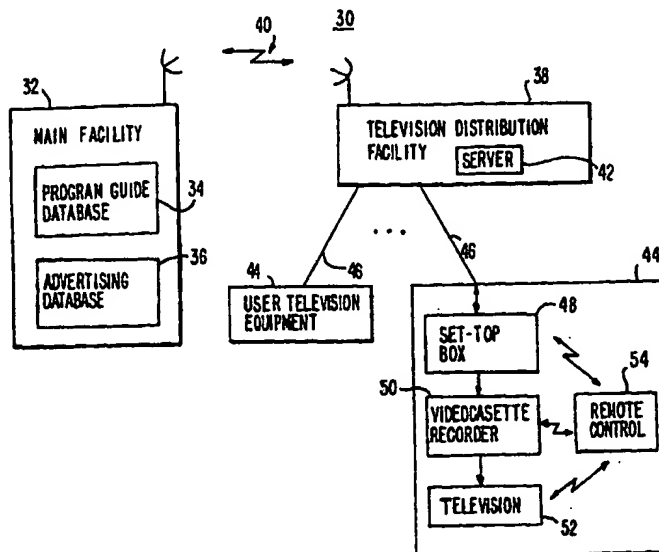 30
40
32
38
MAIN FACILITY
PROGRAM GUIDE
DATABASE
34
ADVERTISING
DATABASE
36
TELEVISION DISTRIBUTION
FACILITY
SERVER
42
...
46
46
44
USER TELEVISION
EQUIPMENT
44
SET-TOP
BOX
48
50
VIDEOCASETTE
RECORDER
54
REMOTE
CONTROL
TELEVISION
52